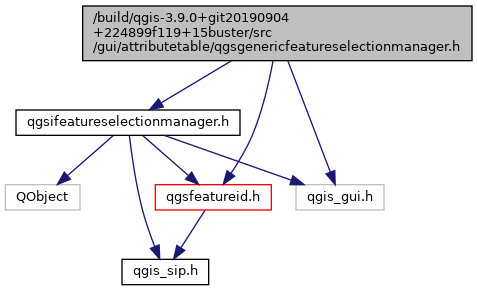 /build/qgis-3.9.0+git20190904
+224899f119+15buster/src
/gui/attributetable/qgsgenericfeatureselectionmanager.h
qgsifeatureselectionmanager.h
QObject
qgsfeatureid.h
qgis_gui.h
qgis_sip.h